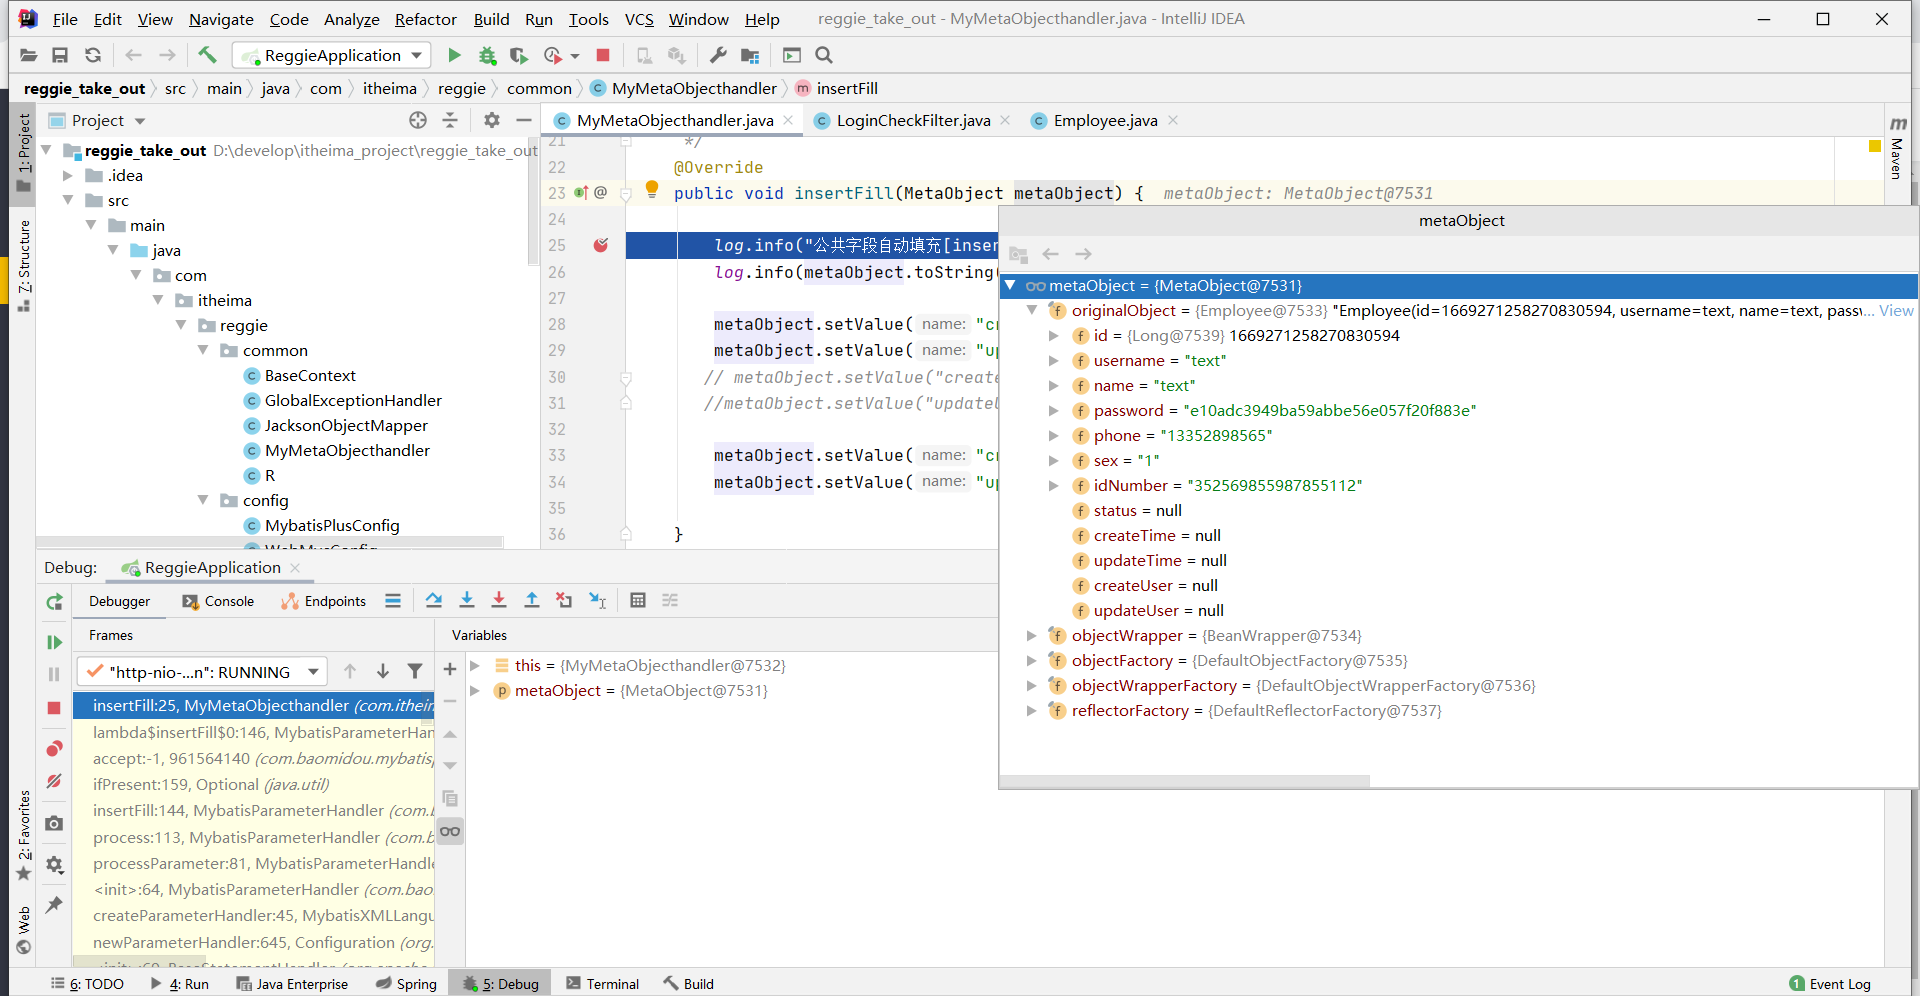 File Edit View Navigate Code Analyze Refactor Build Run Tools VCS Window Help reggie_take_out - MyMetaObjecthandler.java - IntelliJ IDEA
ReggieApplication
reggie_take_out src main java com itheima reggie common MyMetaObjecthandler insertFill
Project
MyMetaObjecthandler.java LoginCheckFilter.java Employee.java
1: Project
Z: Structure
2: Favorites
Web
Maven
reggie_take_out D:\develop\itheima_project\reggie_take_out
.idea
src
main
java
com
itheima
reggie
common
BaseContext
GlobalExceptionHandler
JacksonObjectMapper
MyMetaObjecthandler
R
config
MybatisPlusConfig
21 */
22 @Override
23 public void insertFill(MetaObject metaObject) { metaObject: MetaObject@7531
24
25 log.info("公共字段自动填充[inser
26 log.info(metaObject.toString(
27
28 metaObject.setValue( name: "cr
29 metaObject.setValue( name: "up
30 // metaObject.setValue("create
31 //metaObject.setValue("updateU
32
33 metaObject.setValue( name: "cr
34 metaObject.setValue( name: "up
35
36 }
metaObject
metaObject = {MetaObject@7531}
originalObject = {Employee@7533} "Employee(id=1669271258270830594, username=text, name=text, passw... View
id = {Long@7539} 1669271258270830594
username = "text"
name = "text"
password = "e10adc3949ba59abbe56e057f20f883e"
phone = "13352898565"
sex = "1"
idNumber = "352569855987855112"
status = null
createTime = null
updateTime = null
createUser = null
updateUser = null
objectWrapper = {BeanWrapper@7534}
objectFactory = {DefaultObjectFactory@7535}
objectWrapperFactory = {DefaultObjectWrapperFactory@7536}
reflectorFactory = {DefaultReflectorFactory@7537}
Debug: ReggieApplication
Debugger Console Endpoints
Frames
Variables
"http-nio-...n": RUNNING
insertFill:25, MyMetaObjecthandler (com.itheim
lambda$insertFill$0:146, MybatisParameterHan
accept:-1, 961564140 (com.baomidou.mybatisp
ifPresent:159, Optional (java.util)
insertFill:144, MybatisParameterHandler (com.b
process:113, MybatisParameterHandler (com.b
processParameter:81, MybatisParameterHandle
<init>:64, MybatisParameterHandler (com.bao
createParameterHandler:45, MybatisXMLLangu
newParameterHandler:645, Configuration (org.
this = {MyMetaObjecthandler@7532}
metaObject = {MetaObject@7531}
6: TODO 4: Run Java Enterprise Spring 5: Debug Terminal Build 1 Event Log